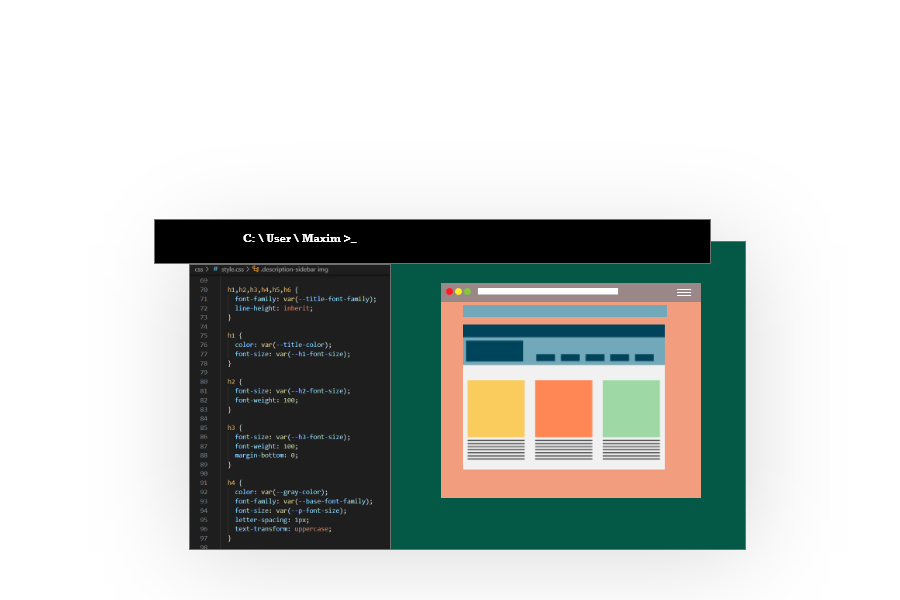 C: \ User \ Maxim >_
css > # style.css > .description-sidebar img
69
70 h1,h2,h3,h4,h5,h6 {
71 font-family: var(--title-font-family);
72 line-height: inherit;
73 }
74
75 h1 {
76 color: var(--title-color);
77 font-size: var(--h1-font-size);
78 }
79
80 h2 {
81 font-size: var(--h2-font-size);
82 font-weight: 100;
83 }
84
85 h3 {
86 font-size: var(--h3-font-size);
87 font-weight: 100;
88 margin-bottom: 0;
89 }
90
91 h4 {
92 color: var(--gray-color);
93 font-family: var(--base-font-family);
94 font-size: var(--p-font-size);
95 letter-spacing: 1px;
96 text-transform: uppercase;
97 }
98